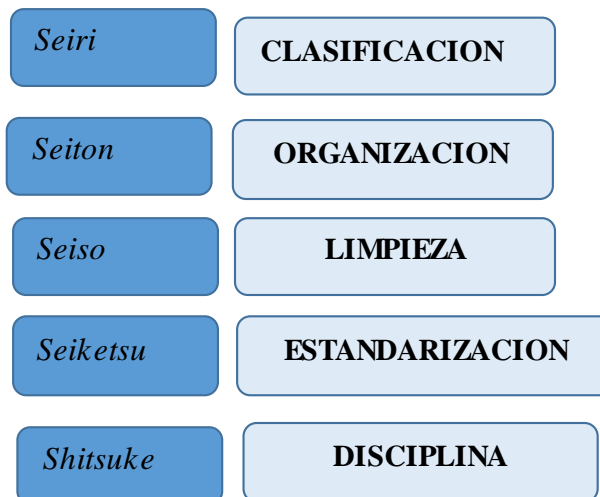 Seiri
CLASIFICACION
Seiton
ORGANIZACION
Seiso
LIMPIEZA
Seiketsu
ESTANDARIZACION
Shitsuke
DISCIPLINA